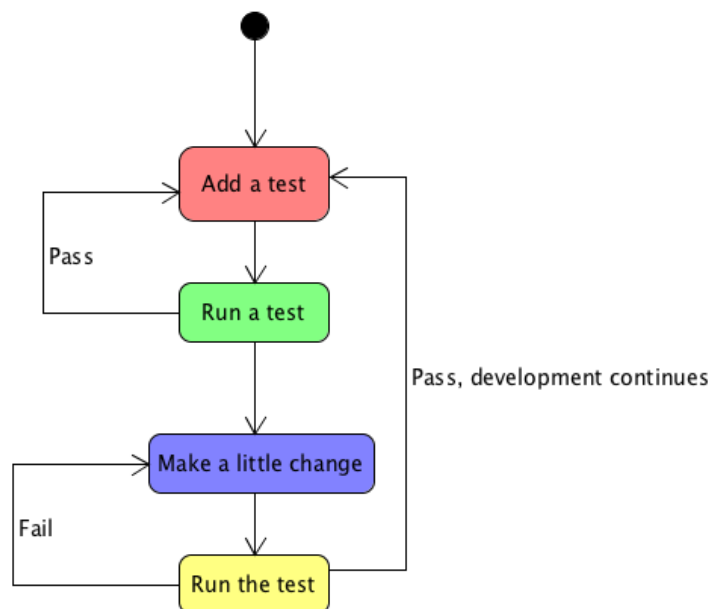 Add a test
Pass
Run a test
Pass, development continues
Make a little change
Fail
Run the test